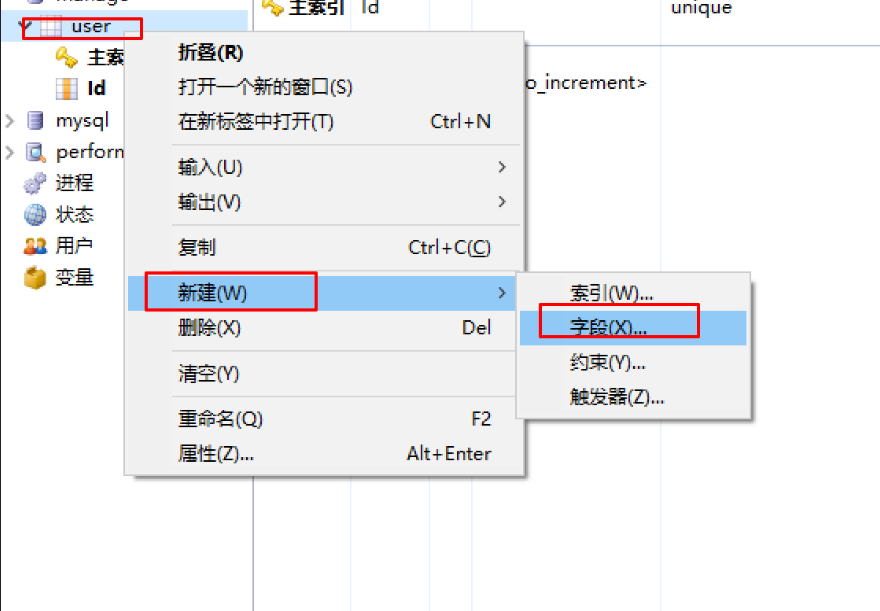 主索引 Id unique
user
主索
Id
o_increment>
mysql
perforn
进程
状态
用户
变量
折叠(R)
打开一个新的窗口(S)
在新标签中打开(T) Ctrl+N
输入(U)
输出(V)
复制 Ctrl+C(C)
新建(W)
删除(X) Del
清空(Y)
重命名(Q) F2
属性(Z)... Alt+Enter
索引(W)...
字段(X)...
约束(Y)...
触发器(Z)...